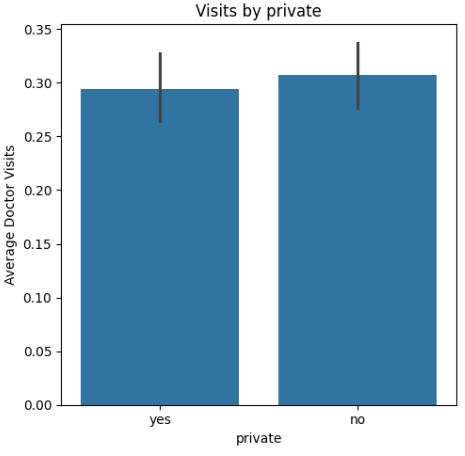 Visits by private
Average Doctor Visits
0.35
0.30
0.25
0.20
0.15
0.10
0.05
0.00
yes no
private